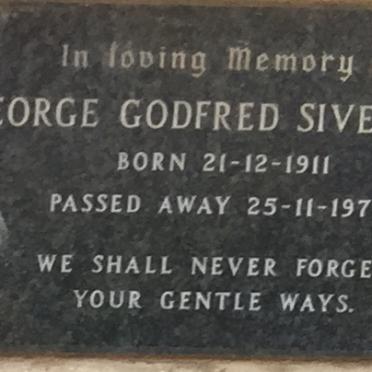 In loving Memory
EORGE GODFRED SIVE
BORN 21-12-1911
PASSED AWAY 25-11-197
WE SHALL NEVER FORGE
YOUR GENTLE WAYS.